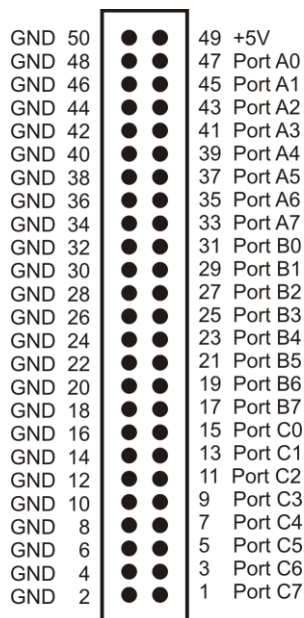 GND 50 49 +5V
GND 48 47 Port A0
GND 46 45 Port A1
GND 44 43 Port A2
GND 42 41 Port A3
GND 40 39 Port A4
GND 38 37 Port A5
GND 36 35 Port A6
GND 34 33 Port A7
GND 32 31 Port B0
GND 30 29 Port B1
GND 28 27 Port B2
GND 26 25 Port B3
GND 24 23 Port B4
GND 22 21 Port B5
GND 20 19 Port B6
GND 18 17 Port B7
GND 16 15 Port C0
GND 14 13 Port C1
GND 12 11 Port C2
GND 10 9 Port C3
GND 8 7 Port C4
GND 6 5 Port C5
GND 4 3 Port C6
GND 2 1 Port C7